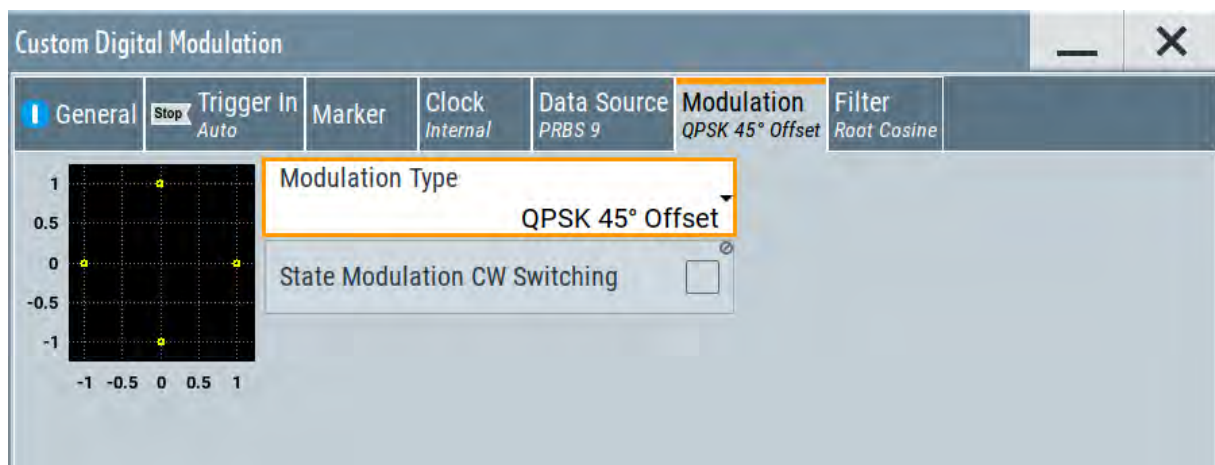 Custom Digital Modulation
General
Stop Trigger In
Auto
Marker
Clock
Internal
Data Source
PRBS 9
Modulation
QPSK 45° Offset
Filter
Root Cosine
1
0.5
0
-0.5
-1
-1 -0.5 0 0.5 1
Modulation Type
QPSK 45° Offset
State Modulation CW Switching